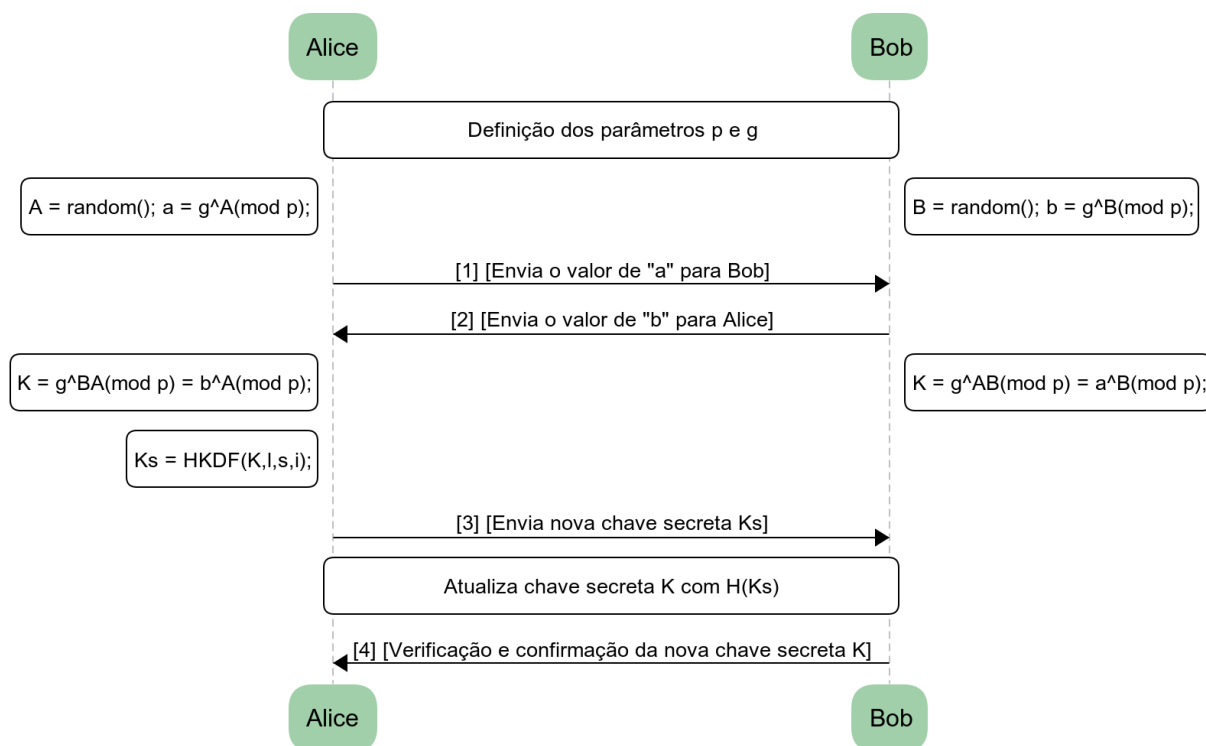 Alice
Bob
Definição dos parâmetros p e g
A = random(); a = g^A(mod p);
B = random(); b = g^B(mod p);
[1] [Envia o valor de "a" para Bob]
[2] [Envia o valor de "b" para Alice]
K = g^BA(mod p) = b^A(mod p);
K = g^AB(mod p) = a^B(mod p);
Ks = HKDF(K,l,s,i);
[3] [Envia nova chave secreta Ks]
Atualiza chave secreta K com H(Ks)
[4] [Verificação e confirmação da nova chave secreta K]
Alice
Bob